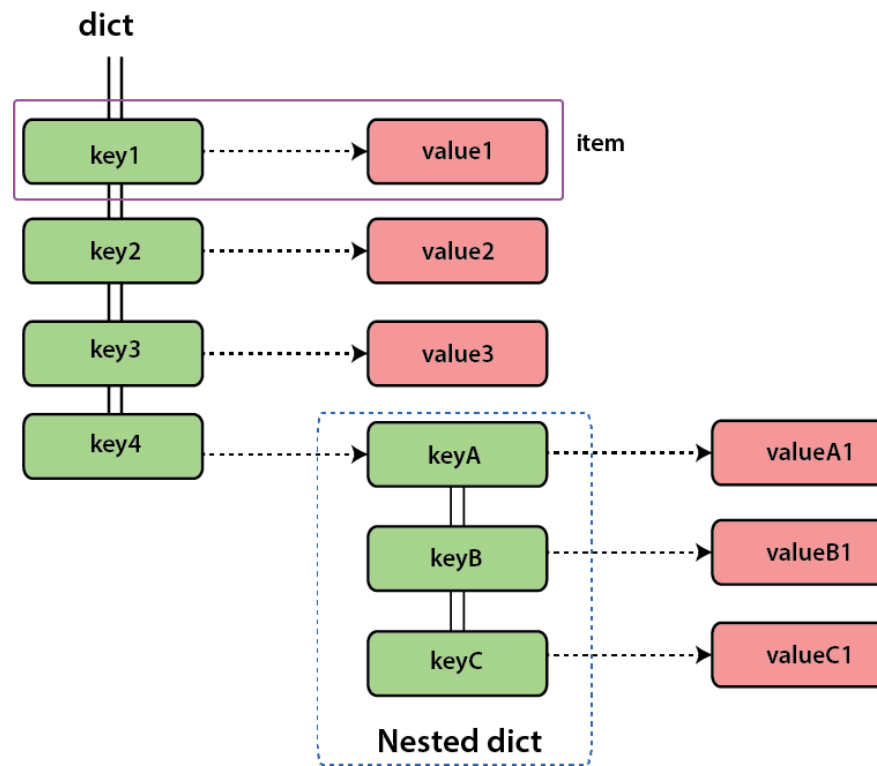 dict
key1
value1
item
key2
value2
key3
value3
key4
keyA
valueA1
keyB
valueB1
keyC
valueC1
Nested dict